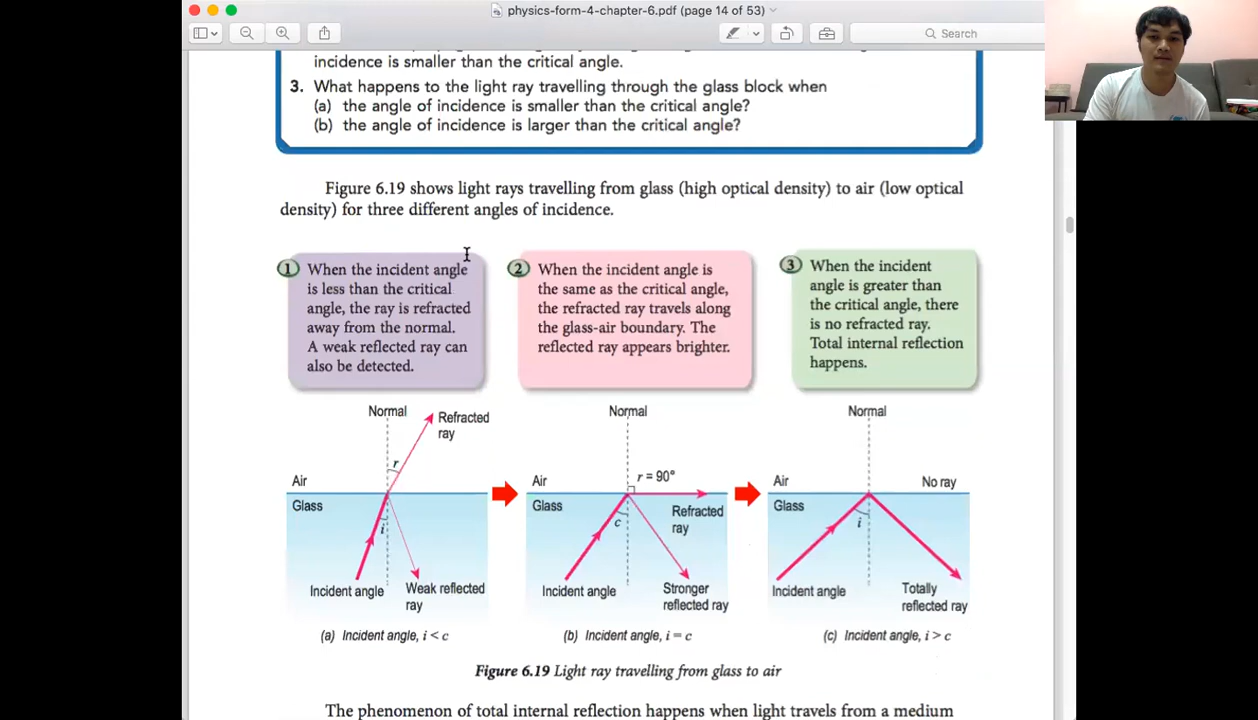 physics-form-4-chapter-6.pdf (page 14 of 53)
Search
incidence is smaller than the critical angle.
3. What happens to the light ray travelling through the glass block when
(a) the angle of incidence is smaller than the critical angle?
(b) the angle of incidence is larger than the critical angle?
Figure 6.19 shows light rays travelling from glass (high optical density) to air (low optical
density) for three different angles of incidence.
1 When the incident angle
is less than the critical
angle, the ray is refracted
away from the normal.
A weak reflected ray can
also be detected.
2 When the incident angle is
the same as the critical angle,
the refracted ray travels along
the glass-air boundary. The
reflected ray appears brighter.
3 When the incident
angle is greater than
the critical angle, there
is no refracted ray.
Total internal reflection
happens.
Normal
Refracted
ray
r
Air
Glass
i
Incident angle
Weak reflected
ray
(a) Incident angle, i < c
Normal
r = 90°
Air
Glass
c
Refracted
ray
Incident angle
Stronger
reflected ray
(b) Incident angle, i = c
Normal
Air
No ray
Glass
i
Incident angle
Totally
reflected ray
(c) Incident angle, i > c
Figure 6.19 Light ray travelling from glass to air
The phenomenon of total internal reflection happens when light travels from a medium